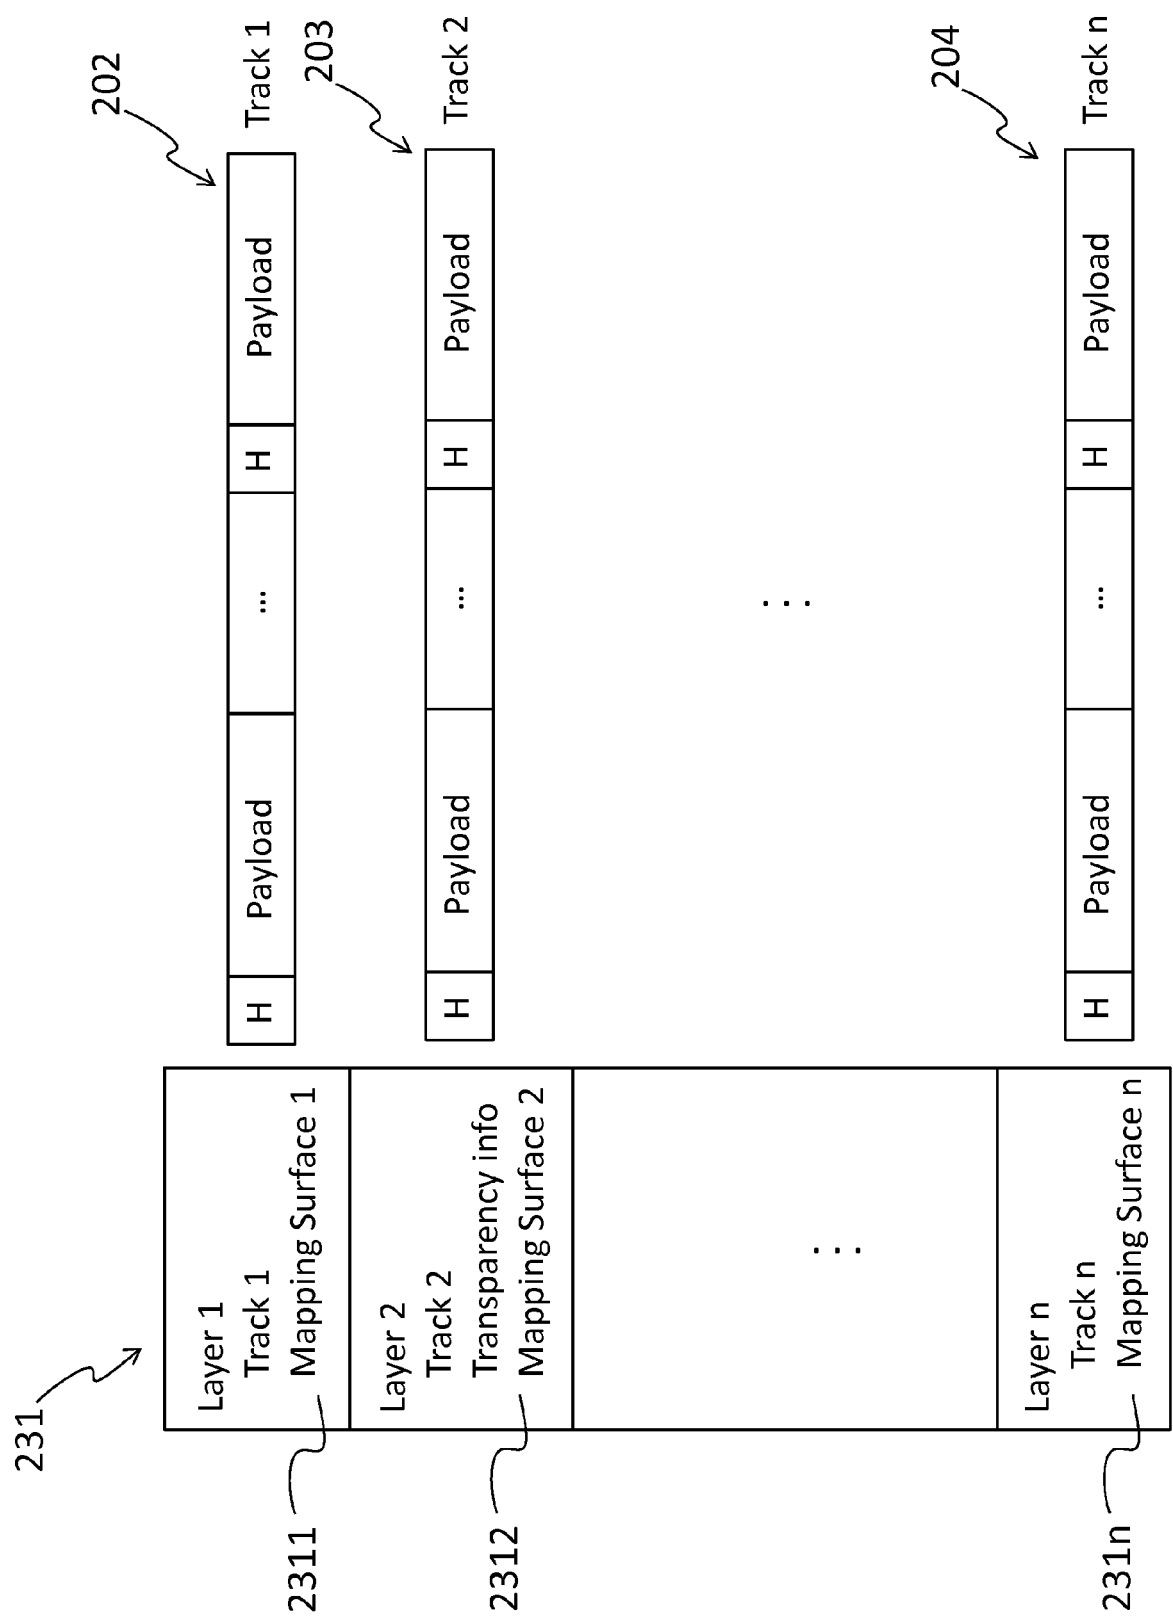 231
Layer 1
Track 1
Mapping Surface 1
2311
H
Payload
...
H
Payload
Track 1
202
Layer 2
Track 2
Transparency info
Mapping Surface 2
2312
H
Payload
...
H
Payload
Track 2
203
...
...
Layer n
Track n
Mapping Surface n
231n
H
Payload
...
H
Payload
Track n
204